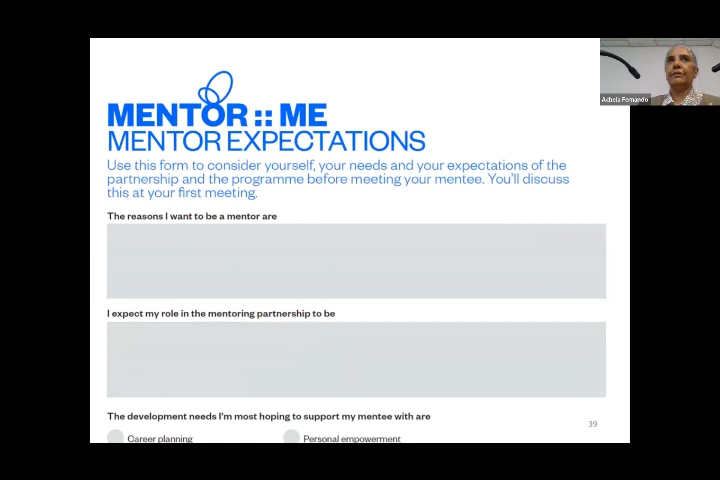 MENTOR :: ME
MENTOR EXPECTATIONS
Use this form to consider yourself, your needs and your expectations of the
partnership and the programme before meeting your mentee. You'll discuss
this at your first meeting.
The reasons I want to be a mentor are
I expect my role in the mentoring partnership to be
The development needs I'm most hoping to support my mentee with are
Career planning
Personal empowerment
39
Achela Fernando